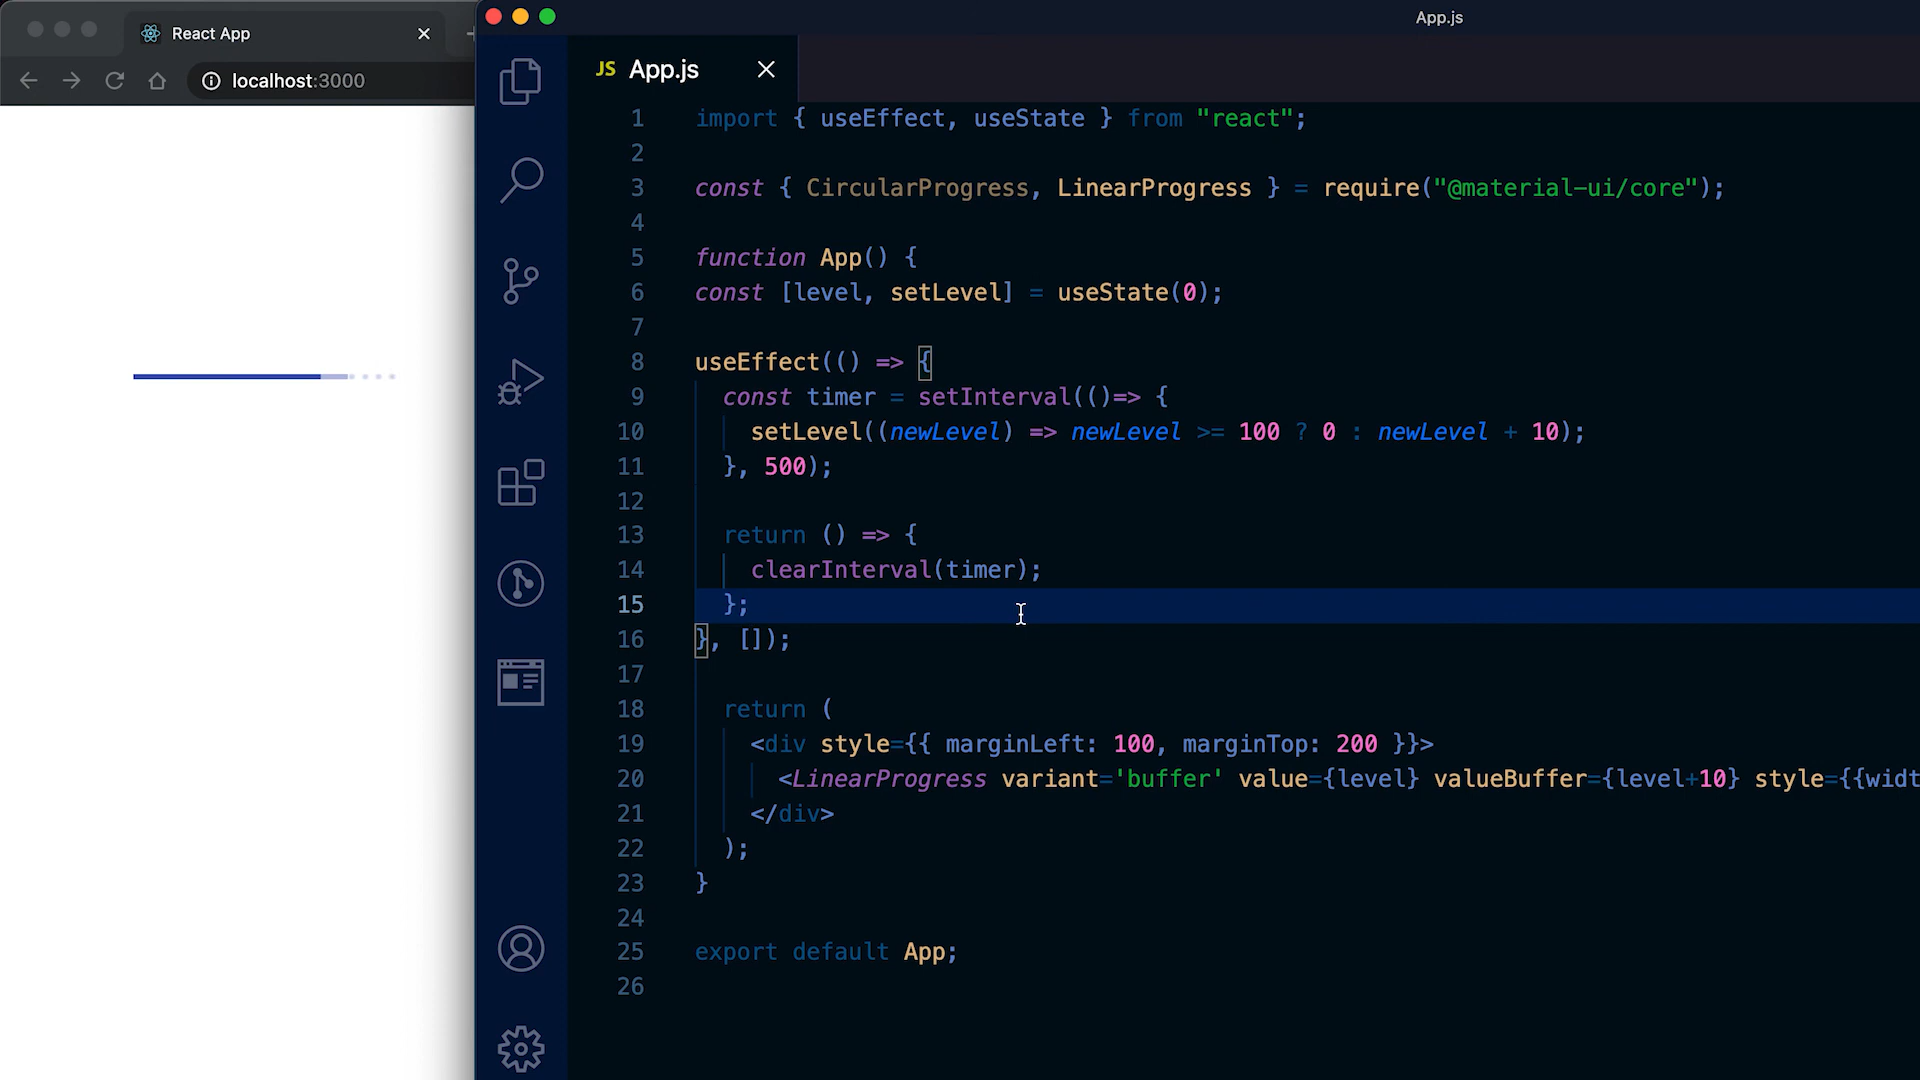 React App
localhost:3000
App.js
JS App.js
1 import { useEffect, useState } from "react";
2
3 const { CircularProgress, LinearProgress } = require("@material-ui/core");
4
5 function App() {
6 const [level, setLevel] = useState(0);
7
8 useEffect(() => {
9 const timer = setInterval(()=> {
10 setLevel((newLevel) => newLevel >= 100 ? 0 : newLevel + 10);
11 }, 500);
12
13 return () => {
14 clearInterval(timer);
15 };
16 }, []);
17
18 return (
19 <div style={{ marginLeft: 100, marginTop: 200 }}>
20 <LinearProgress variant='buffer' value={level} valueBuffer={level+10} style={{widt
21 </div>
22 );
23 }
24
25 export default App;
26